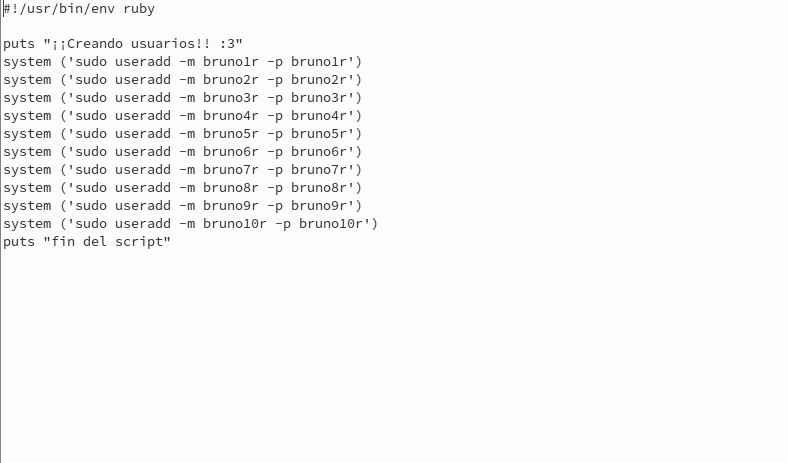 #!/usr/bin/env ruby
puts "¡¡Creando usuarios!! :3"
system ('sudo useradd -m bruno1r -p bruno1r')
system ('sudo useradd -m bruno2r -p bruno2r')
system ('sudo useradd -m bruno3r -p bruno3r')
system ('sudo useradd -m bruno4r -p bruno4r')
system ('sudo useradd -m bruno5r -p bruno5r')
system ('sudo useradd -m bruno6r -p bruno6r')
system ('sudo useradd -m bruno7r -p bruno7r')
system ('sudo useradd -m bruno8r -p bruno8r')
system ('sudo useradd -m bruno9r -p bruno9r')
system ('sudo useradd -m bruno10r -p bruno10r')
puts "fin del script"